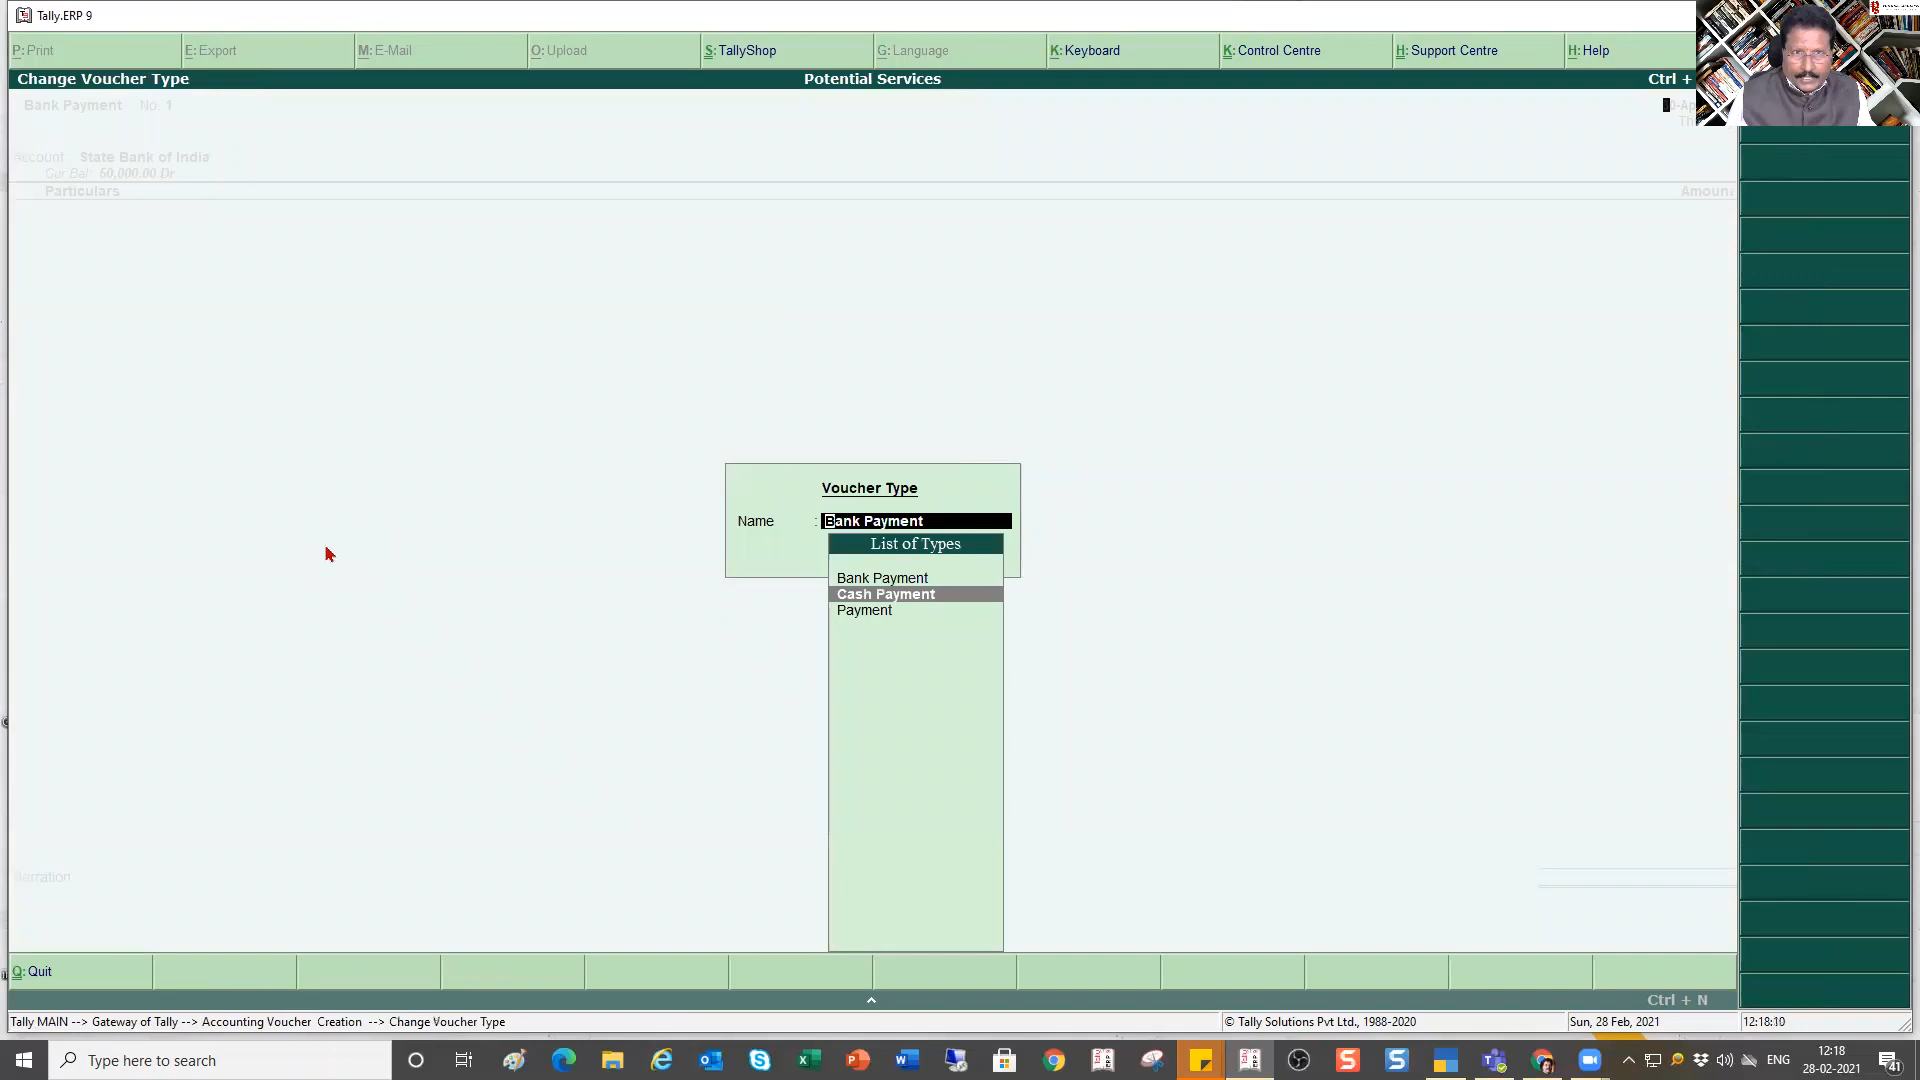 Tally.ERP 9
P: Print
E: Export
M: E-Mail
O: Upload
S: TallyShop
G: Language
K: Keyboard
K: Control Centre
H: Support Centre
H: Help
Change Voucher Type
Potential Services
Ctrl +
Bank Payment No. 1
State Bank of India
Cur Bal: 50,000.00 Dr
Particulars
Voucher Type
Name : Bank Payment
List of Types
Bank Payment
Cash Payment
Payment
Q: Quit
Ctrl + N
Tally MAIN --> Gateway of Tally --> Accounting Voucher Creation --> Change Voucher Type
© Tally Solutions Pvt Ltd., 1988-2020
Sun, 28 Feb, 2021
12:18:10
Type here to search
ENG
12:18
28-02-2021
41